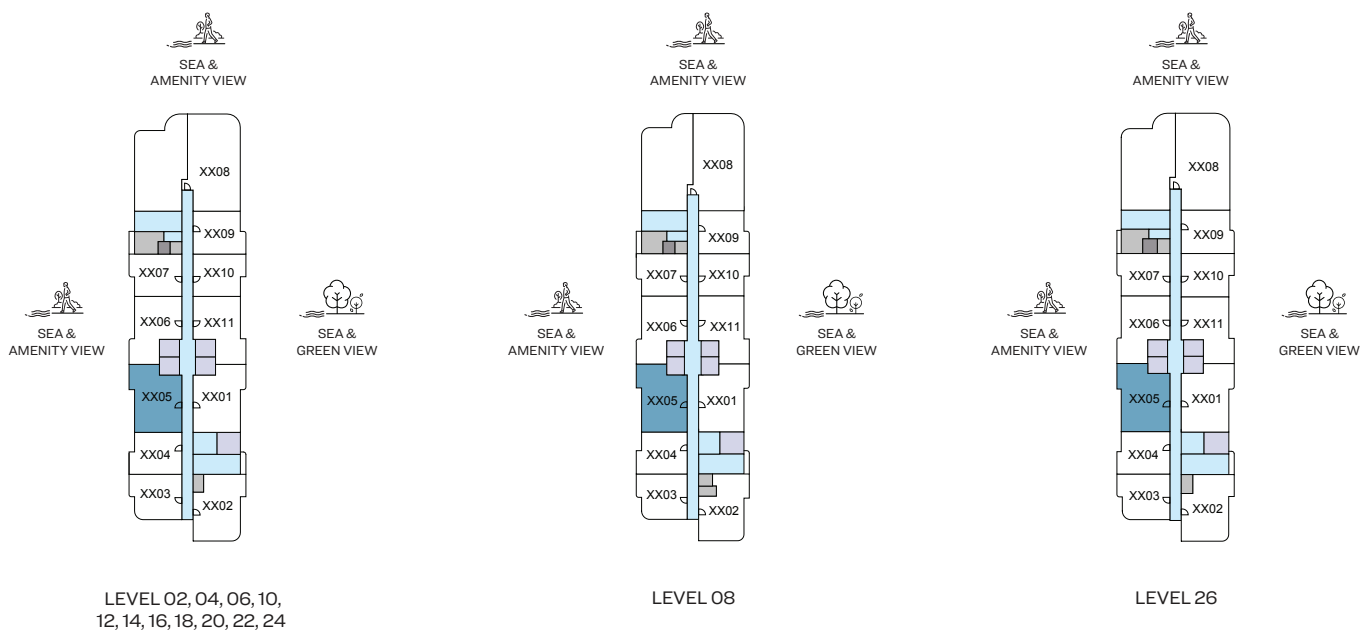 SEA &
AMENITY VIEW
XX08
XX09
XX07
XX10
XX06
XX11
SEA &
AMENITY VIEW
SEA &
GREEN VIEW
XX05
XX01
XX04
XX03
XX02
LEVEL 02, 04, 06, 10,
12, 14, 16, 18, 20, 22, 24
SEA &
AMENITY VIEW
XX08
XX09
XX07
XX10
XX06
XX11
SEA &
AMENITY VIEW
SEA &
GREEN VIEW
XX05
XX01
XX04
XX03
XX02
LEVEL 08
SEA &
AMENITY VIEW
XX08
XX09
XX07
XX10
XX06
XX11
SEA &
AMENITY VIEW
SEA &
GREEN VIEW
XX05
XX01
XX04
XX03
XX02
LEVEL 26